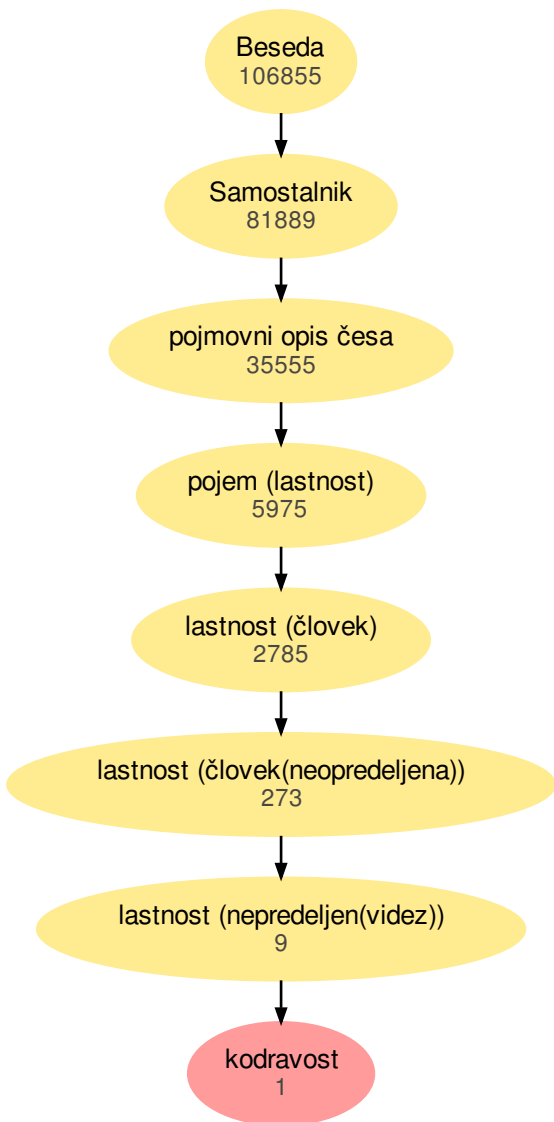 Beseda
106855
Samostalnik
81889
pojmovni opis česa
35555
pojem (lastnost)
5975
lastnost (človek)
2785
lastnost (človek(neopredeljena))
273
lastnost (nepredeljen(videz))
9
kodravost
1